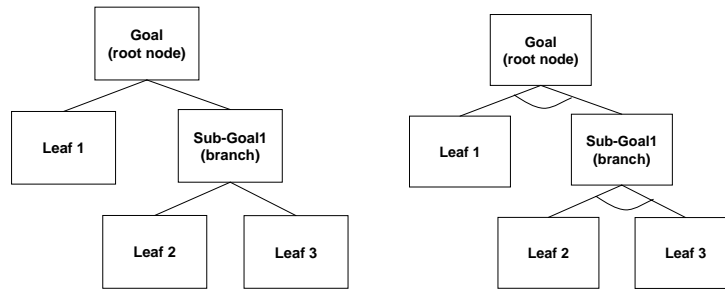 Goal
(root node)
Leaf 1
Sub-Goal1
(branch)
Leaf 2
Leaf 3
Goal
(root node)
Leaf 1
Sub-Goal1
(branch)
Leaf 2
Leaf 3